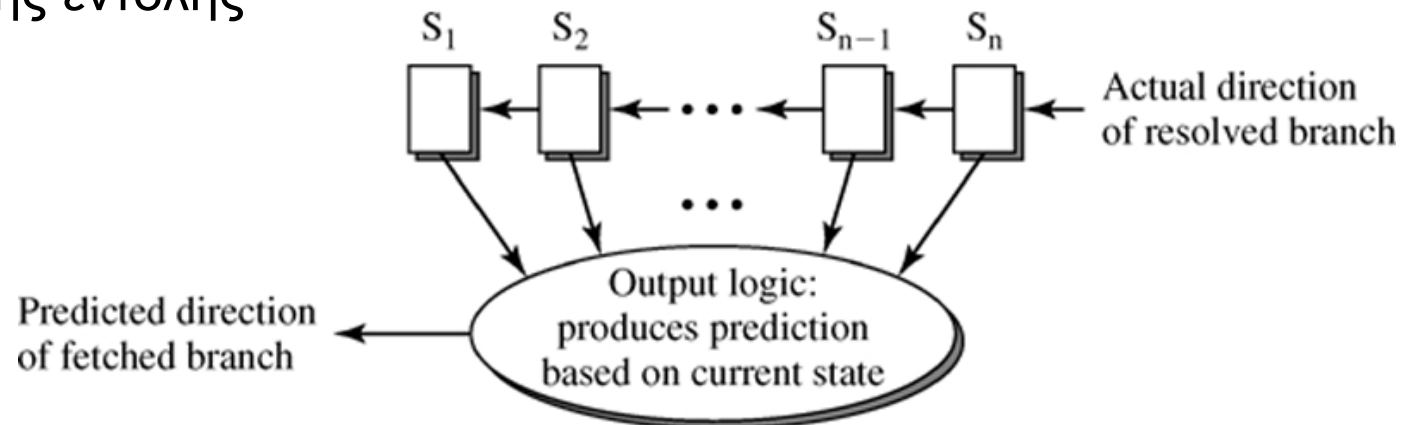 εντολής
S₁ S₂ Sₙ₋₁ Sₙ
Actual direction
of resolved branch
Output logic:
produces prediction
based on current state
Predicted direction
of fetched branch